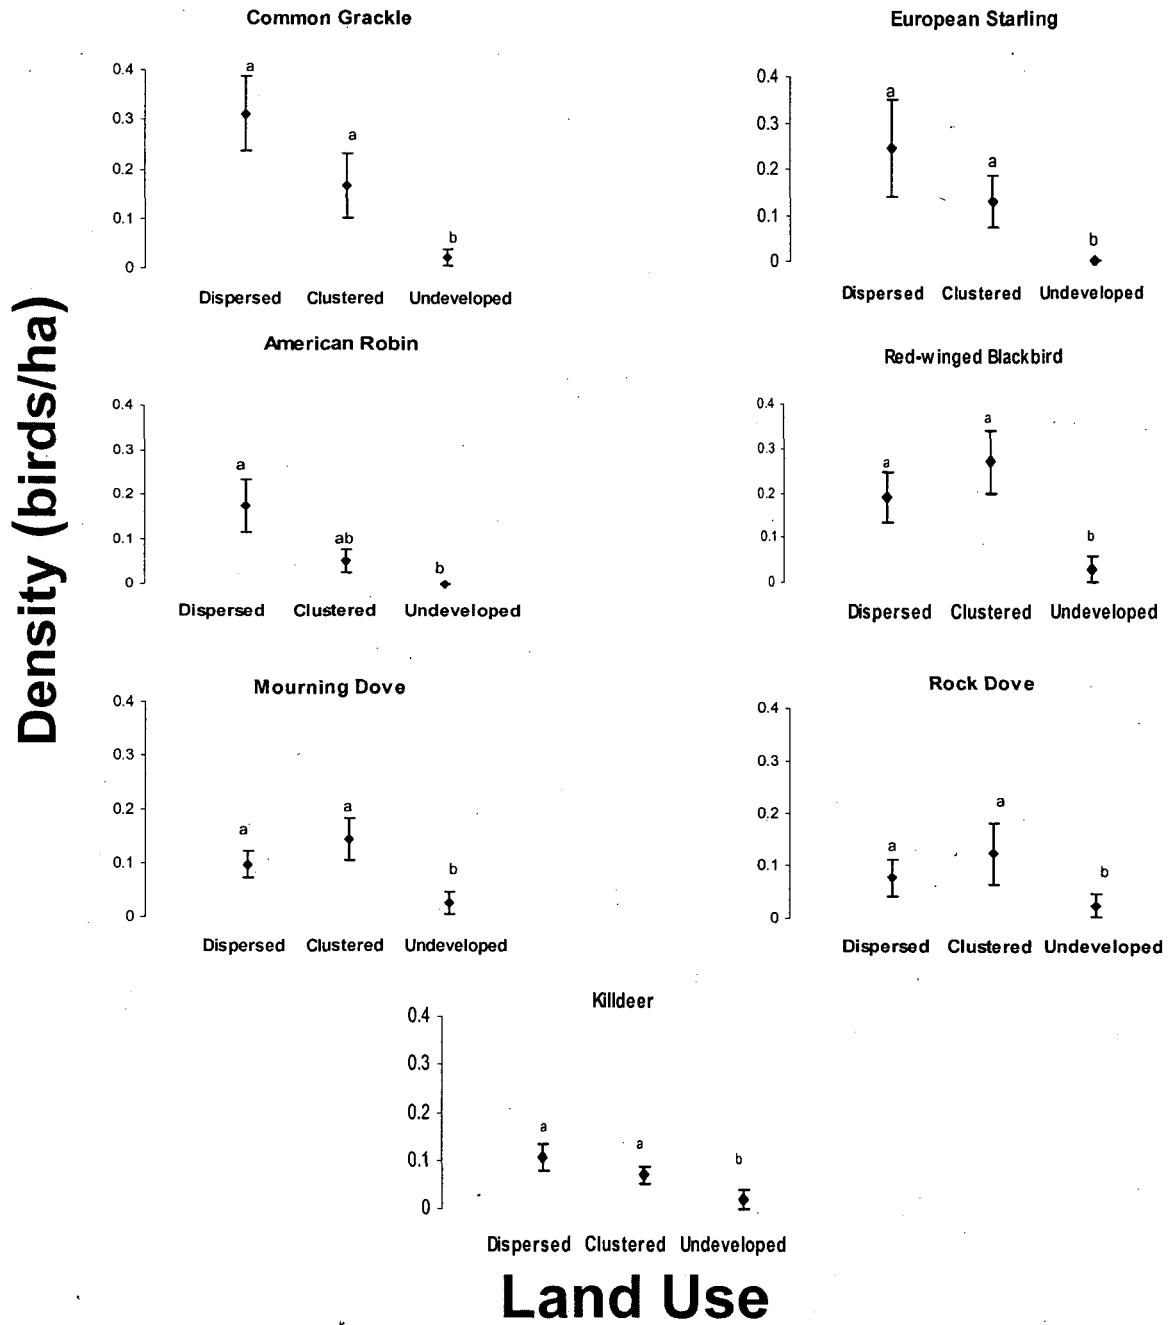 Common Grackle
European Starling
0.4
0.3
0.2
0.1
0
a
a
b
Dispersed Clustered Undeveloped
0.4
0.3
0.2
0.1
0
a
a
b
Dispersed Clustered Undeveloped
American Robin
Red-winged Blackbird
0.4
0.3
0.2
0.1
0
a
ab
b
Dispersed Clustered Undeveloped
0.4
0.3
0.2
0.1
0
a
a
b
Dispersed Clustered Undeveloped
Density (birds/ha)
Mourning Dove
Rock Dove
0.4
0.3
0.2
0.1
0
a
a
b
Dispersed Clustered Undeveloped
0.4
0.3
0.2
0.1
0
a
a
b
Dispersed Clustered Undeveloped
Killdeer
0.4
0.3
0.2
0.1
0
a
a
b
Dispersed Clustered Undeveloped
Land Use